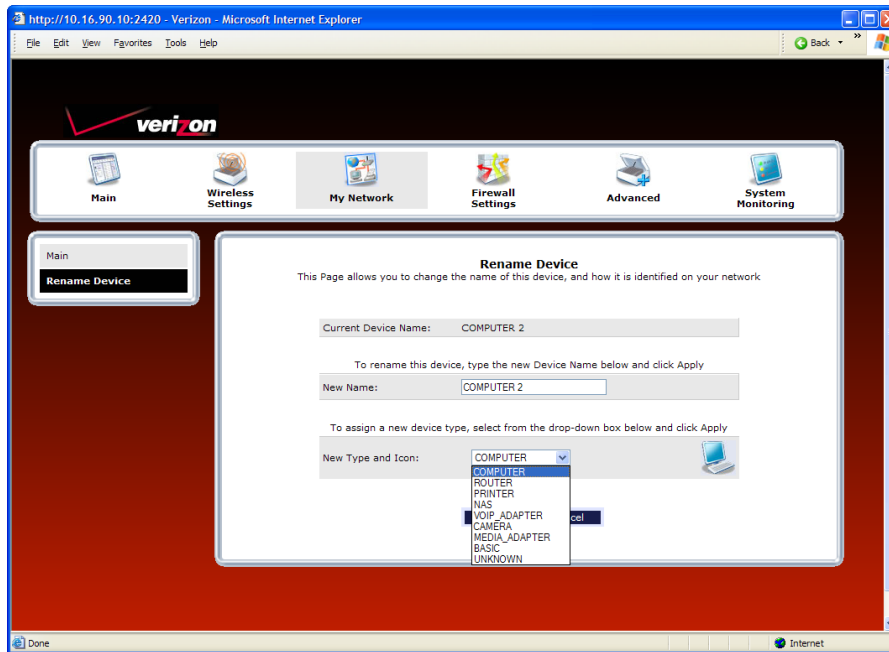 http://10.16.90.10:2420 - Verizon - Microsoft Internet Explorer
File Edit View Favorites Tools Help
Back
verizon
Main
Wireless Settings
My Network
Firewall Settings
Advanced
System Monitoring
Main
Rename Device
Rename Device
This Page allows you to change the name of this device, and how it is identified on your network
Current Device Name: COMPUTER 2
To rename this device, type the new Device Name below and click Apply
New Name: COMPUTER 2
To assign a new device type, select from the drop-down box below and click Apply
New Type and Icon: COMPUTER
COMPUTER
ROUTER
PRINTER
NAS
VOIP_ADAPTER
CAMERA
MEDIA_ADAPTER
BASIC
UNKNOWN
cel
Done
Internet